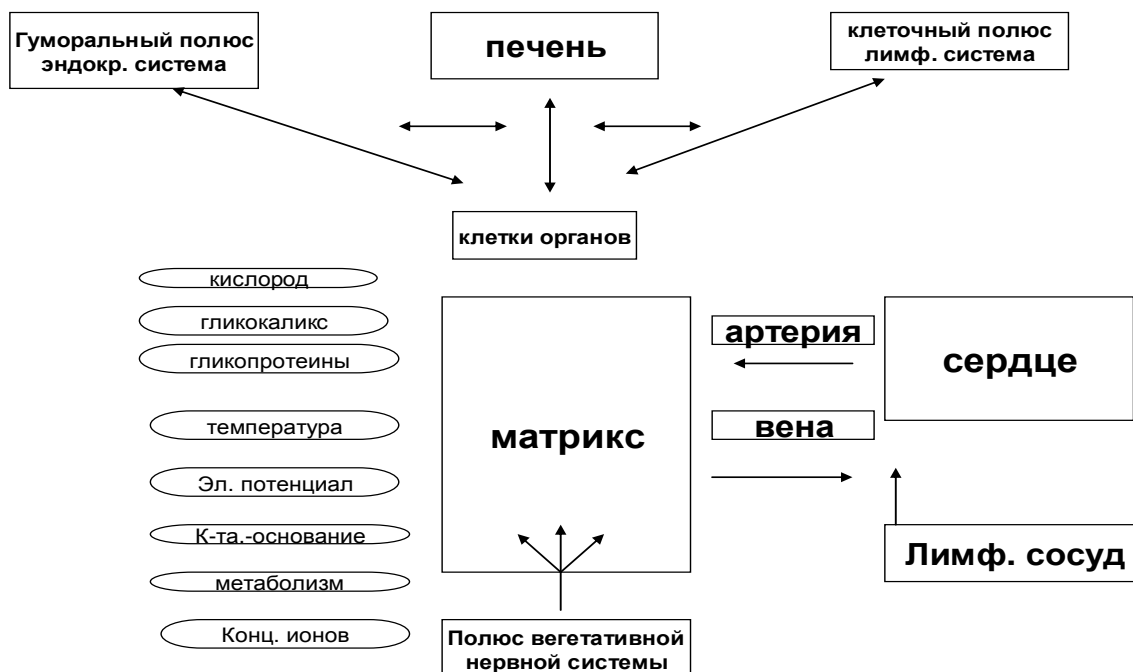 Гуморальный полюс
эндокр. система
печень
клеточный полюс
лимф. система
клетки органов
кислород
гликокаликс
гликопротеины
температура
Эл. потенциал
К-та.-основание
метаболизм
Конц. ионов
матрикс
артерия
вена
сердце
Лимф. сосуд
Полюс вегетативной
нервной системы